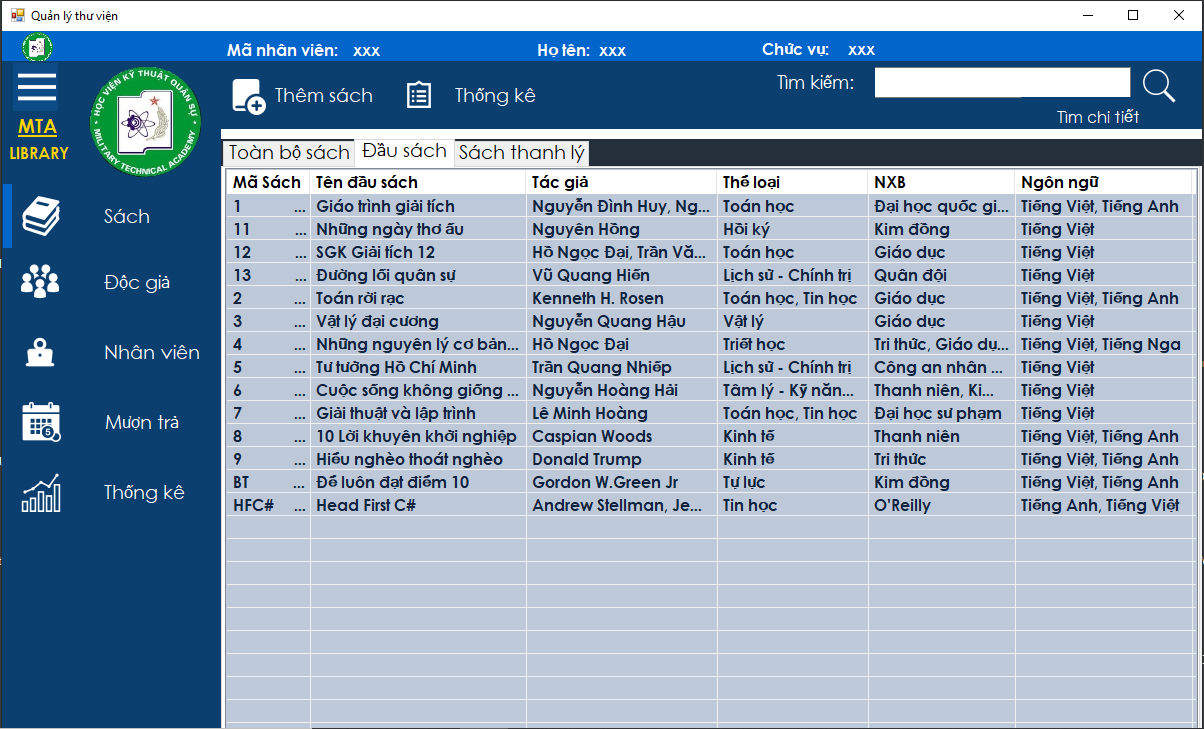 Quản lý thư viện
Mã nhân viên: xxx Họ tên: xxx Chức vụ: xxx
HỌC VIỆN KỸ THUẬT QUÂN SỰ
MILITARY TECHNICAL ACADEMY
MTA
LIBRARY
Thêm sách Thống kê Tìm kiếm:
Tìm chi tiết
Toàn bộ sách Đầu sách Sách thanh lý
Sách
Độc giả
Nhân viên
Mượn trả
5
Thống kê
Mã Sách Tên đầu sách Tác giả Thể loại NXB Ngôn ngữ
1 ... Giáo trình giải tích Nguyễn Đình Huy, Ng... Toán học Đại học quốc gi... Tiếng Việt, Tiếng Anh
11 ... Những ngày thơ ấu Nguyên Hồng Hồi ký Kim đồng Tiếng Việt
12 ... SGK Giải tích 12 Hồ Ngọc Đại, Trần Vă... Toán học Giáo dục Tiếng Việt
13 ... Đường lối quân sự Vũ Quang Hiển Lịch sử - Chính trị Quân đội Tiếng Việt
2 ... Toán rời rạc Kenneth H. Rosen Toán học, Tin học Giáo dục Tiếng Việt, Tiếng Anh
3 ... Vật lý đại cương Nguyễn Quang Hậu Vật lý Giáo dục Tiếng Việt
4 ... Những nguyên lý cơ bản... Hồ Ngọc Đại Triết học Tri thức, Giáo dụ... Tiếng Việt, Tiếng Nga
5 ... Tư tưởng Hồ Chí Minh Trần Quang Nhiếp Lịch sử - Chính trị Công an nhân ... Tiếng Việt
6 ... Cuộc sống không giống ... Nguyễn Hoàng Hải Tâm lý - Kỹ năn... Thanh niên, Ki... Tiếng Việt
7 ... Giải thuật và lập trình Lê Minh Hoàng Toán học, Tin học Đại học sư phạm Tiếng Việt
8 ... 10 Lời khuyên khởi nghiệp Caspian Woods Kinh tế Thanh niên Tiếng Việt, Tiếng Anh
9 ... Hiểu nghèo thoát nghèo Donald Trump Kinh tế Tri thức Tiếng Việt, Tiếng Anh
BT ... Để luôn đạt điểm 10 Gordon W.Green Jr Tự lực Kim đồng Tiếng Việt, Tiếng Anh
HFC# ... Head First C# Andrew Stellman, Je... Tin học O'Reilly Tiếng Anh, Tiếng Việt